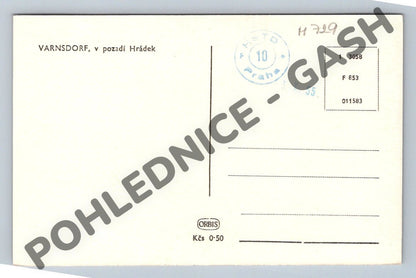 VARNSDORF, v pozadí Hrádek
10
Praha
H 729
F 853
011583
ORBIS
Kčs 0·50
POHLEDNICE - GASH